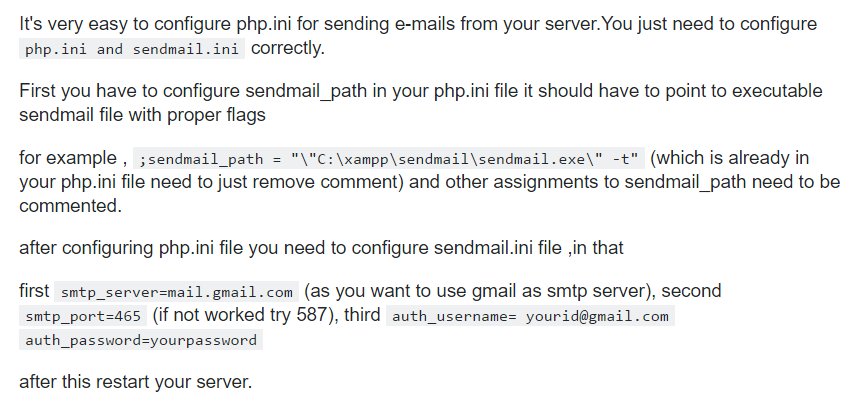 It's very easy to configure php.ini for sending e-mails from your server.You just need to configure
php.ini and sendmail.ini correctly.
First you have to configure sendmail_path in your php.ini file it should have to point to executable
sendmail file with proper flags
for example , ;sendmail_path = "\"C:\xampp\sendmail\sendmail.exe\" -t" (which is already in
your php.ini file need to just remove comment) and other assignments to sendmail_path need to be
commented.
after configuring php.ini file you need to configure sendmail.ini file ,in that
first smtp_server=mail.gmail.com (as you want to use gmail as smtp server), second
smtp_port=465 (if not worked try 587), third auth_username= yourid@gmail.com
auth_password=yourpassword
after this restart your server.